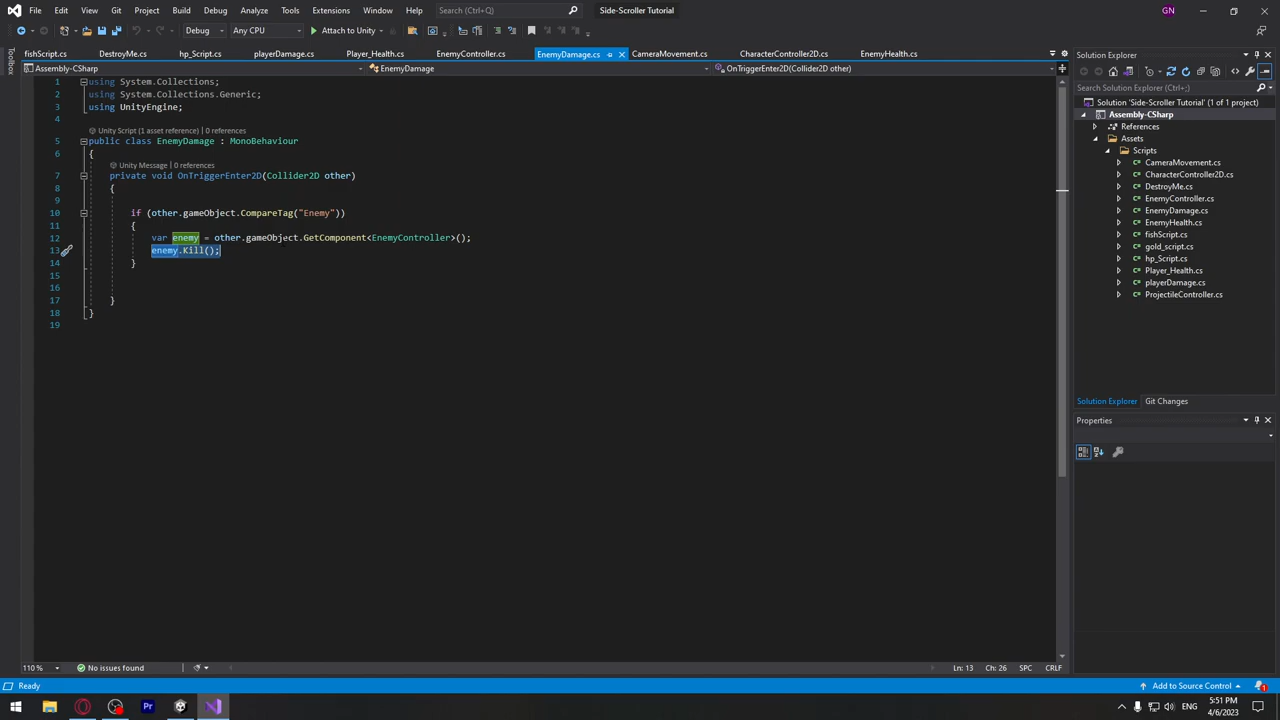 File Edit View Git Project Build Debug Test Analyze Tools Extensions Window Help Search (Ctrl+Q) Side-Scroller Tutorial GN
Debug Any CPU Attach to Unity
Toolbox
fishScript.cs DestroyMe.cs hp_Script.cs playerDamage.cs Player_Health.cs EnemyController.cs EnemyDamage.cs CameraMovement.cs CharacterController2D.cs EnemyHealth.cs
Assembly-CSharp EnemyDamage OnTriggerEnter2D(Collider2D other)
1 using System.Collections;
2 using System.Collections.Generic;
3 using UnityEngine;
4
Unity Script (1 asset reference) | 0 references
5 public class EnemyDamage : MonoBehaviour
6 {
Unity Message | 0 references
7 private void OnTriggerEnter2D(Collider2D other)
8 {
9
10 if (other.gameObject.CompareTag("Enemy"))
11 {
12 var enemy = other.gameObject.GetComponent<EnemyController>();
13 enemy.Kill();
14 }
15
16
17 }
18 }
19
Solution Explorer
Search Solution Explorer (Ctrl+;)
Solution 'Side-Scroller Tutorial' (1 of 1 project)
Assembly-CSharp
References
Assets
Scripts
CameraMovement.cs
CharacterController2D.cs
DestroyMe.cs
EnemyController.cs
EnemyDamage.cs
EnemyHealth.cs
fishScript.cs
gold_script.cs
hp_Script.cs
Player_Health.cs
playerDamage.cs
ProjectileController.cs
Solution Explorer Git Changes
Properties
110 % No issues found Ln: 13 Ch: 26 SPC CRLF
Ready Add to Source Control 1
Pr ENG 5:51 PM
4/6/2023